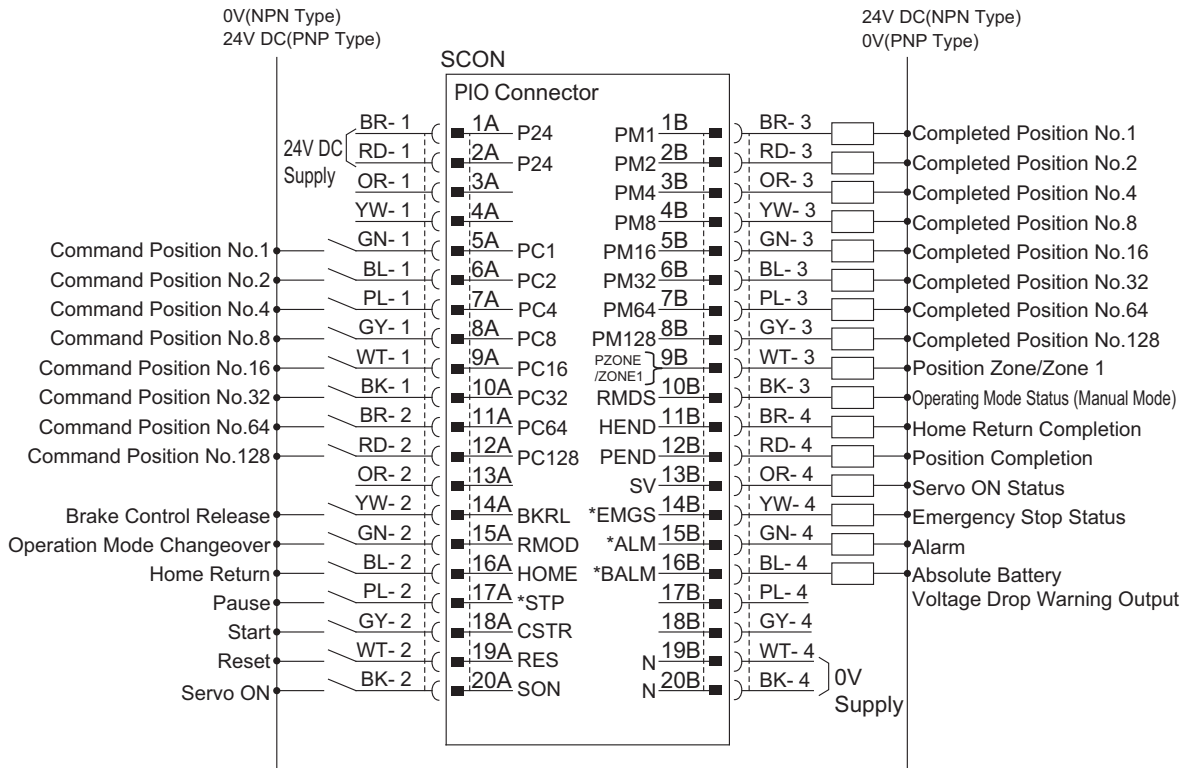 0V(NPN Type)
24V DC(PNP Type)
24V DC(NPN Type)
0V(PNP Type)
SCON
PIO Connector
24V DC
Supply
BR- 1 1A P24
RD- 1 2A P24
OR- 1 3A
YW- 1 4A
Command Position No.1 GN- 1 5A PC1
Command Position No.2 BL- 1 6A PC2
Command Position No.4 PL- 1 7A PC4
Command Position No.8 GY- 1 8A PC8
Command Position No.16 WT- 1 9A PC16
Command Position No.32 BK- 1 10A PC32
Command Position No.64 BR- 2 11A PC64
Command Position No.128 RD- 2 12A PC128
OR- 2 13A
Brake Control Release YW- 2 14A BKRL
Operation Mode Changeover GN- 2 15A RMOD
Home Return BL- 2 16A HOME
Pause PL- 2 17A *STP
Start GY- 2 18A CSTR
Reset WT- 2 19A RES
Servo ON BK- 2 20A SON
PM1 1B BR- 3 Completed Position No.1
PM2 2B RD- 3 Completed Position No.2
PM4 3B OR- 3 Completed Position No.4
PM8 4B YW- 3 Completed Position No.8
PM16 5B GN- 3 Completed Position No.16
PM32 6B BL- 3 Completed Position No.32
PM64 7B PL- 3 Completed Position No.64
PM128 8B GY- 3 Completed Position No.128
PZONE
/ZONE1 9B WT- 3 Position Zone/Zone 1
RMDS 10B BK- 3 Operating Mode Status (Manual Mode)
HEND 11B BR- 4 Home Return Completion
PEND 12B RD- 4 Position Completion
SV 13B OR- 4 Servo ON Status
*EMGS 14B YW- 4 Emergency Stop Status
*ALM 15B GN- 4 Alarm
*BALM 16B BL- 4 Absolute Battery
Voltage Drop Warning Output
17B PL- 4
18B GY- 4
N 19B WT- 4
N 20B BK- 4
0V
Supply